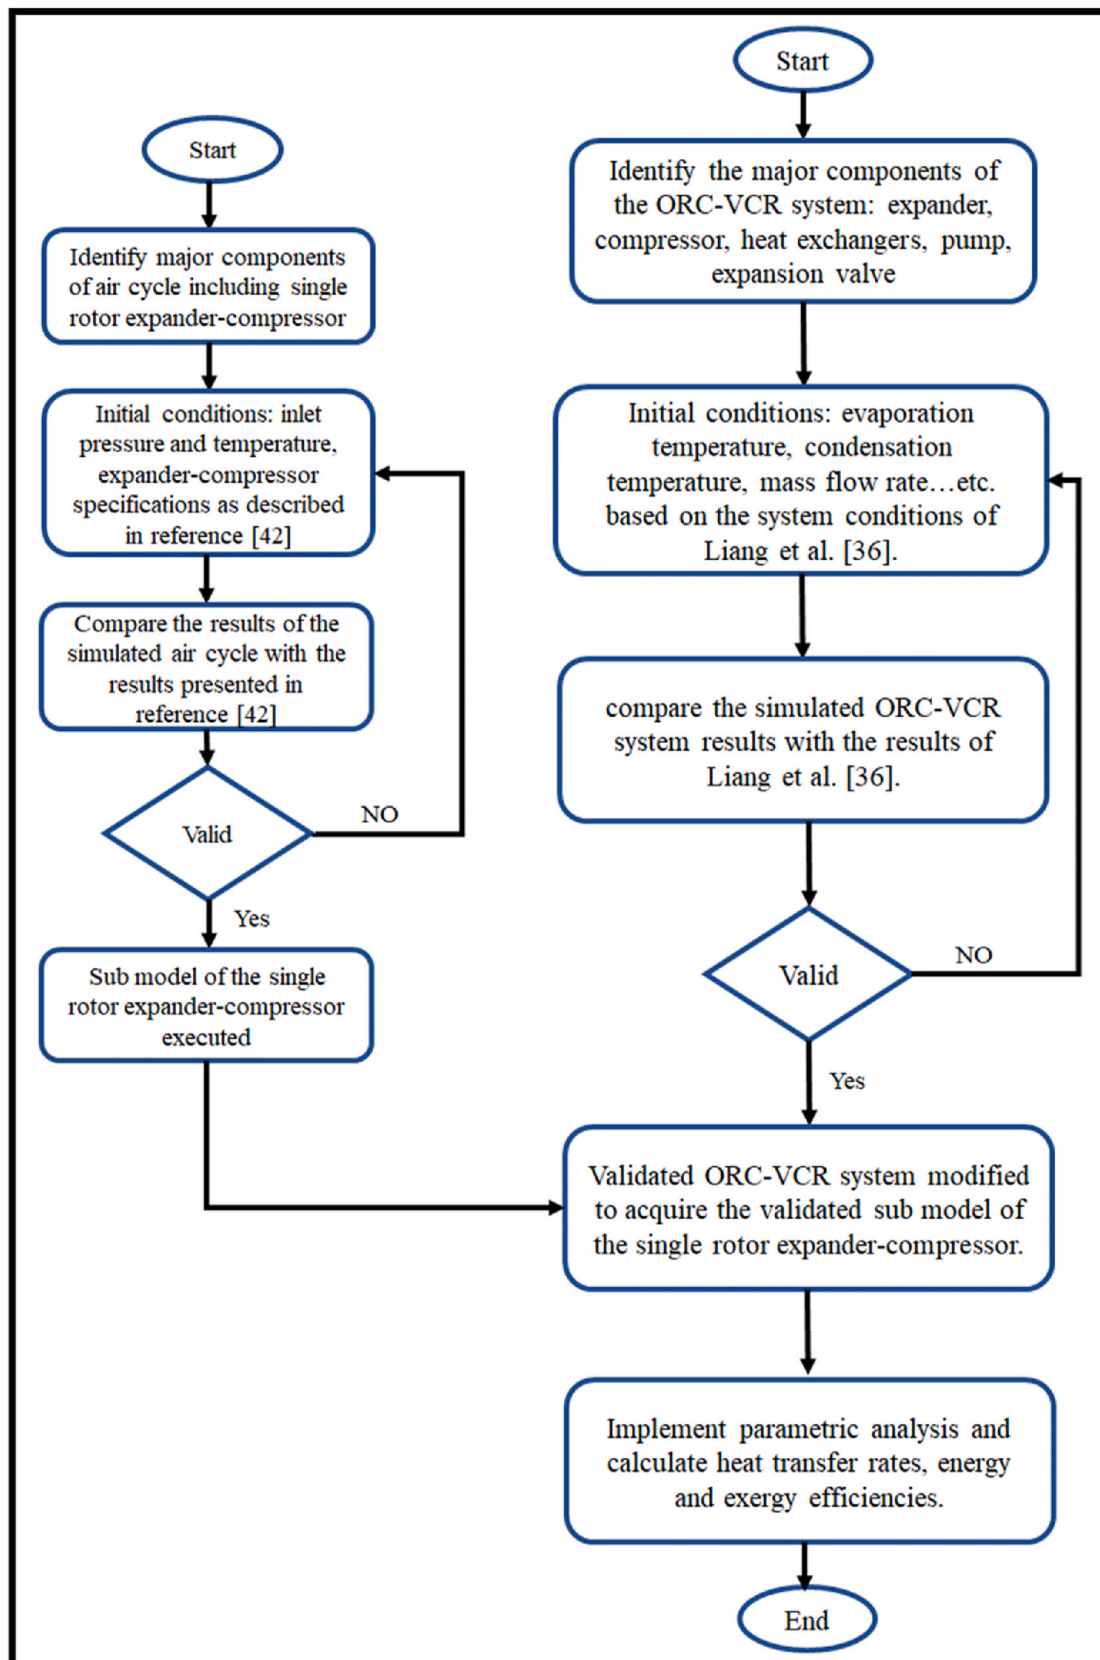 Start
Identify major components
of air cycle including single
rotor expander-compressor
Initial conditions: inlet
pressure and temperature,
expander-compressor
specifications as described
in reference [42]
Compare the results of the
simulated air cycle with the
results presented in
reference [42]
Valid
NO
Yes
Sub model of the single
rotor expander-compressor
executed
Start
Identify the major components of
the ORC-VCR system: expander,
compressor, heat exchangers, pump,
expansion valve
Initial conditions: evaporation
temperature, condensation
temperature, mass flow rate…etc.
based on the system conditions of
Liang et al. [36].
compare the simulated ORC-VCR
system results with the results of
Liang et al. [36].
Valid
NO
Yes
Validated ORC-VCR system modified
to acquire the validated sub model of
the single rotor expander-compressor.
Implement parametric analysis and
calculate heat transfer rates, energy
and exergy efficiencies.
End